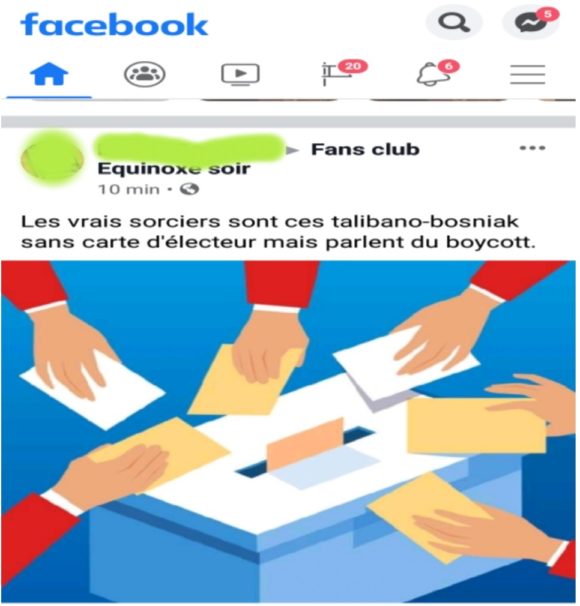 facebook
5
20
6
Fans club
Equinoxe soir
10 min
Les vrais sorciers sont ces talibano-bosniak
sans carte d'électeur mais parlent du boycott.